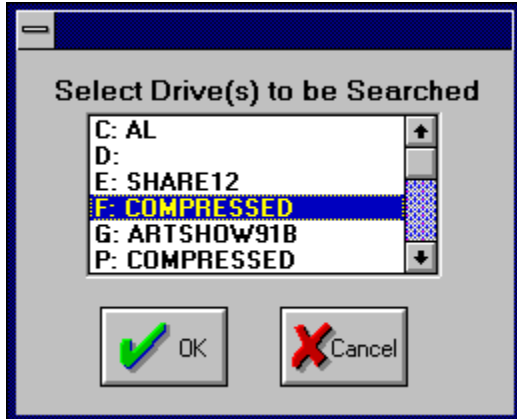 Select Drive(s) to be Searched
C: AL
D:
E: SHARE12
F: COMPRESSED
G: ARTSHOW91B
P: COMPRESSED
OK
Cancel